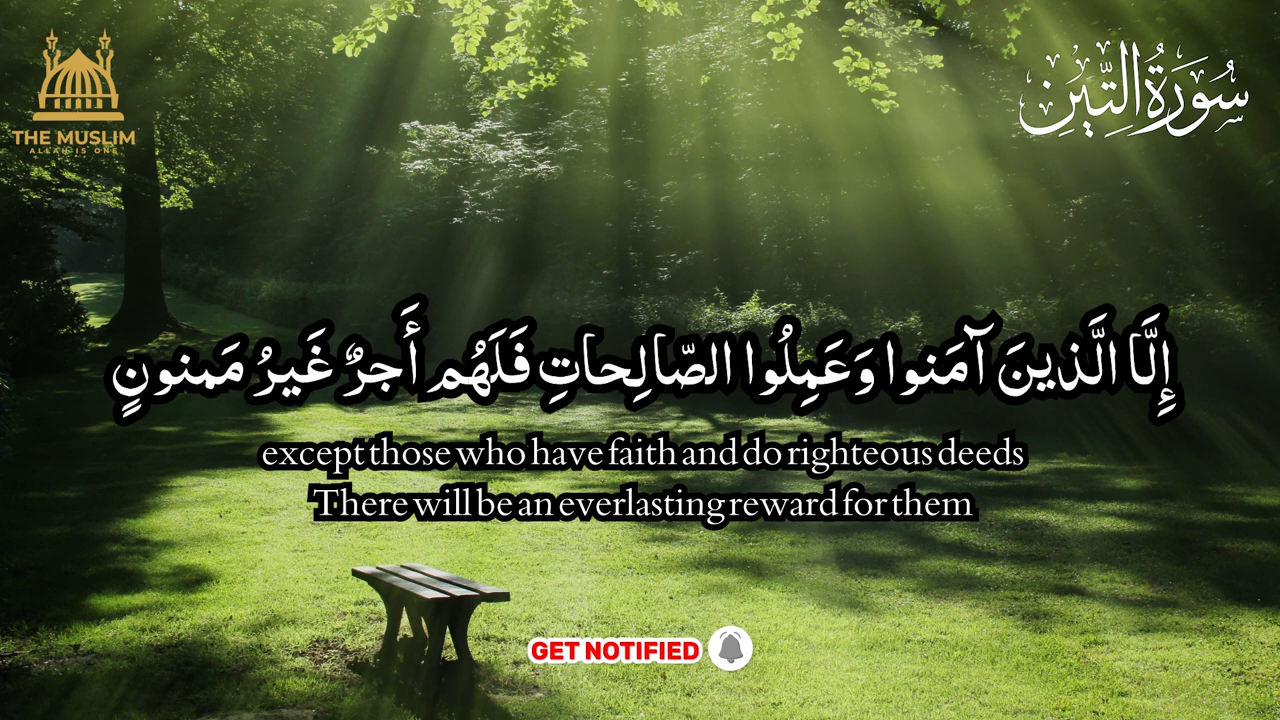 THE MUSLIM
ALLAH IS ONE
سُورَةُ التِّينِ
إِلَّا الَّذينَ آمَنوا وَعَمِلُوا الصّالِحاتِ فَلَهُم أَجرٌ غَيرُ مَمنونٍ
except those who have faith and do righteous deeds
There will be an everlasting reward for them
GET NOTIFIED